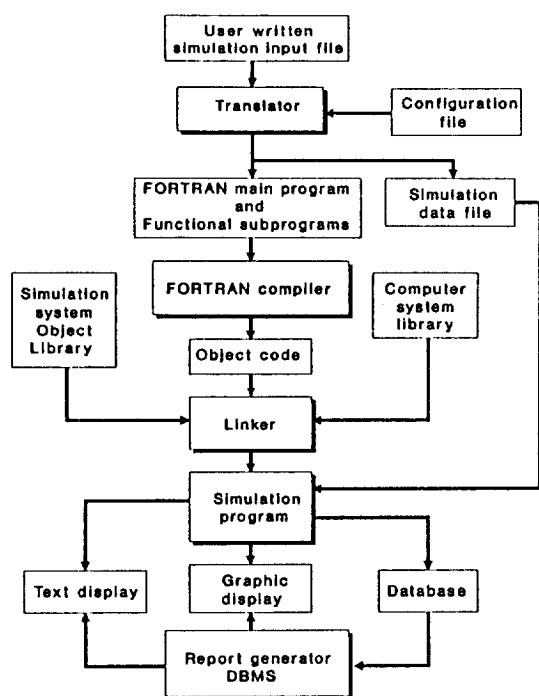 User written
simulation input file
Translator
Configuration
file
FORTRAN main program
and
Functional subprograms
Simulation
data file
Simulation
system
Object
Library
FORTRAN compiler
Computer
system
library
Object code
Linker
Simulation
program
Text display
Graphic
display
Database
Report generator
DBMS